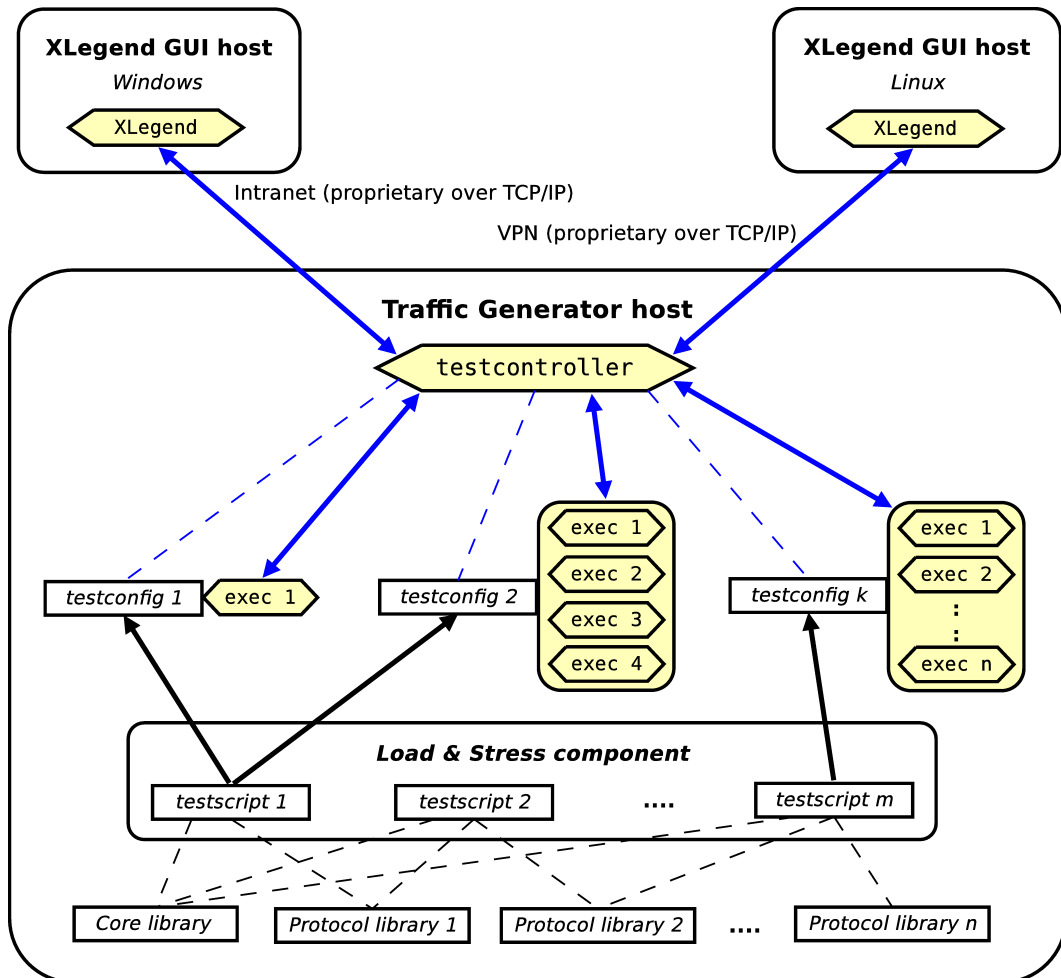 XLegend GUI host
Windows
XLegend
XLegend GUI host
Linux
XLegend
Intranet (proprietary over TCP/IP)
VPN (proprietary over TCP/IP)
Traffic Generator host
testcontroller
testconfig 1
exec 1
testconfig 2
exec 1
exec 2
exec 3
exec 4
testconfig k
exec 1
exec 2
:
:
exec n
Load & Stress component
testscript 1
testscript 2
....
testscript m
Core library
Protocol library 1
Protocol library 2
....
Protocol library n